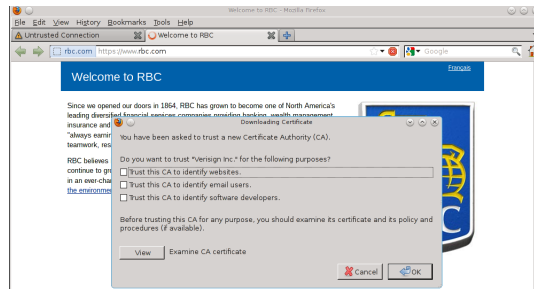 Welcome to RBC - Mozilla Firefox
File Edit View History Bookmarks Tools Help
Untrusted Connection
Welcome to RBC
rbc.com https://www.rbc.com
Google
Français
Welcome to RBC
Since we opened our doors in 1864, RBC has grown to become one of North America's
leading diversified financial services companies providing banking, wealth management
insurance and
"always earnin
teamwork, res
RBC believes
continue to gr
in an ever-cha
the environme
Downloading Certificate
You have been asked to trust a new Certificate Authority (CA).
Do you want to trust "Verisign Inc." for the following purposes?
Trust this CA to identify websites.
Trust this CA to identify email users.
Trust this CA to identify software developers.
Before trusting this CA for any purpose, you should examine its certificate and its policy and
procedures (if available).
View Examine CA certificate
Cancel OK
C